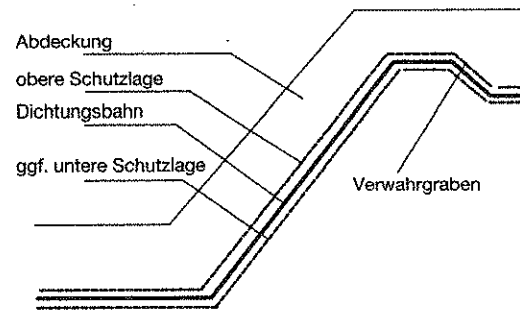 Abdeckung
obere Schutzlage
Dichtungsbahn
ggf. untere Schutzlage
Verwahrgraben